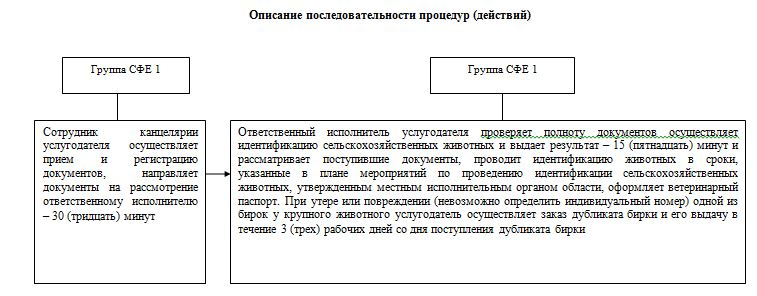 Описание последовательности процедур (действий)
Группа СФЕ 1
Группа СФЕ 1
Сотрудник канцелярии
услугодателя осуществляет
прием и регистрацию
документов, направляет
документы на рассмотрение
ответственному исполнителю
– 30 (тридцать) минут
Ответственный исполнитель услугодателя проверяет полноту документов осуществляет
идентификацию сельскохозяйственных животных и выдает результат – 15 (пятнадцать) минут и
рассматривает поступившие документы, проводит идентификацию животных в сроки,
указанные в плане мероприятий по проведению идентификации сельскохозяйственных
животных, утвержденным местным исполнительным органом области, оформляет ветеринарный
паспорт. При утере или повреждении (невозможно определить индивидуальный номер) одной из
бирок у крупного животного услугодатель осуществляет заказ дубликата бирки и его выдачу в
течение 3 (трех) рабочих дней со дня поступления дубликата бирки